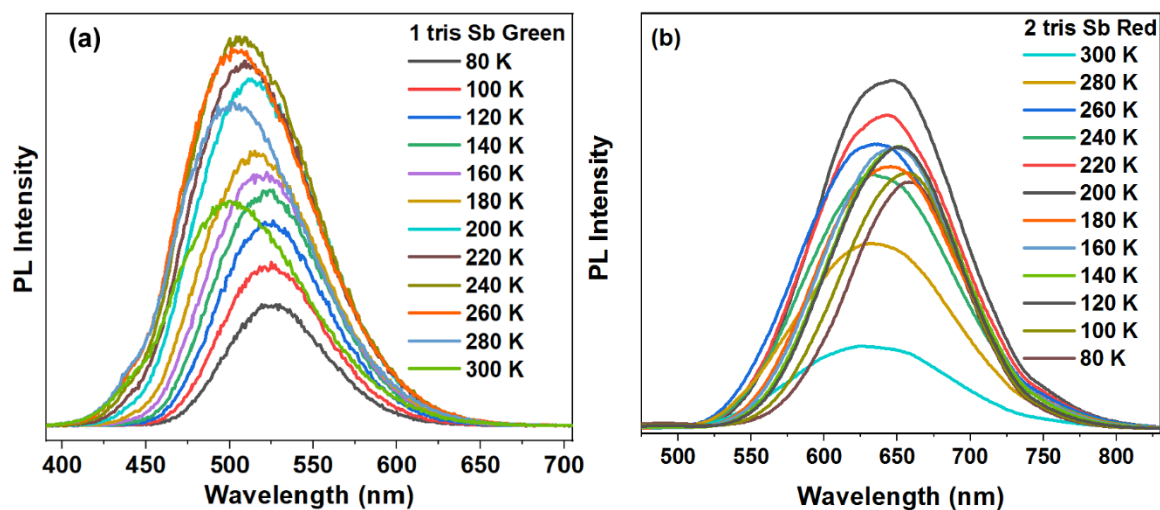 (a)
1 tris Sb Green
80 K
100 K
120 K
140 K
160 K
180 K
200 K
220 K
240 K
260 K
280 K
300 K
PL Intensity
400 450 500 550 600 650 700
Wavelength (nm)
(b)
2 tris Sb Red
300 K
280 K
260 K
240 K
220 K
200 K
180 K
160 K
140 K
120 K
100 K
80 K
PL Intensity
500 550 600 650 700 750 800
Wavelength (nm)